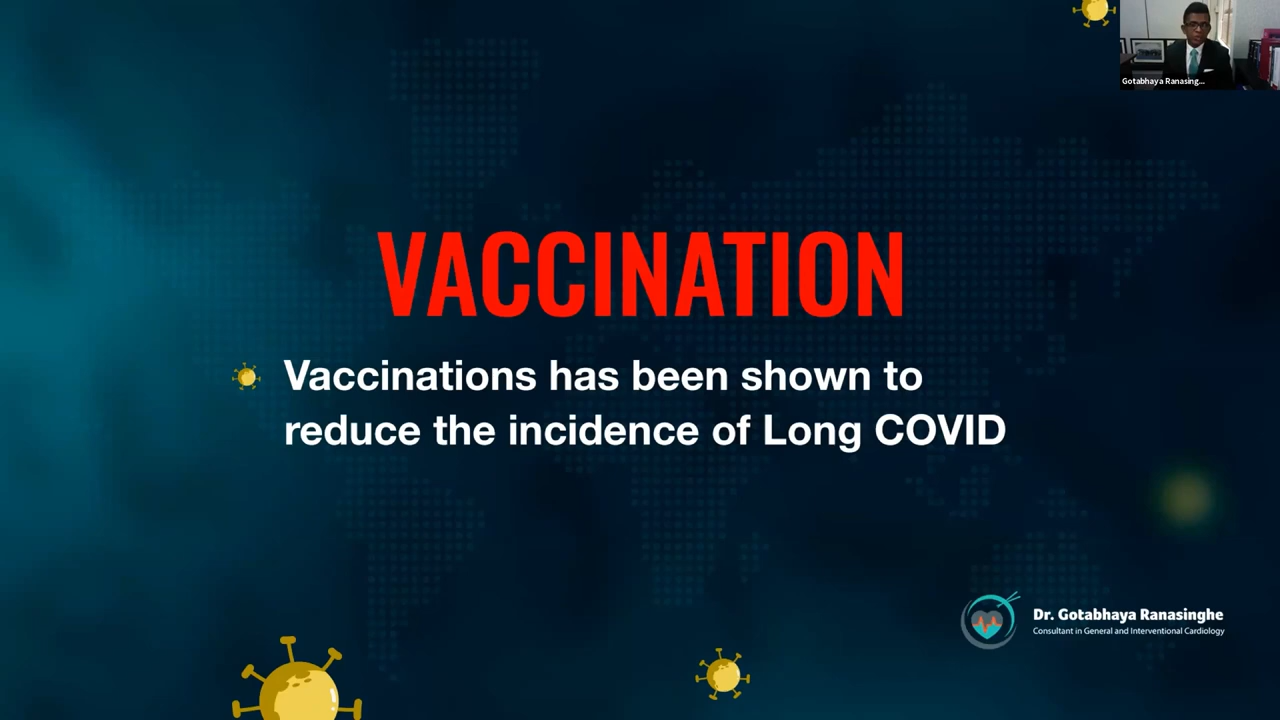 Gotabhaya Ranasing...
VACCINATION
Vaccinations has been shown to
reduce the incidence of Long COVID
Dr. Gotabhaya Ranasinghe
Consultant in General and Interventional Cardiology